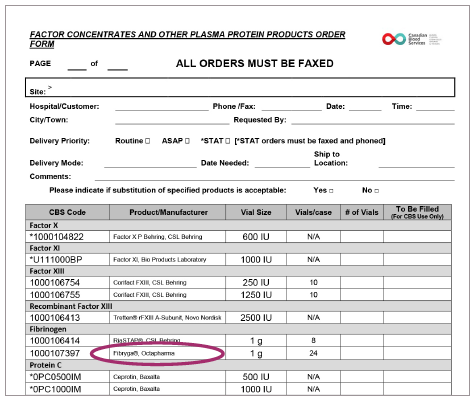 FACTOR CONCENTRATES AND OTHER PLASMA PROTEIN PRODUCTS ORDER
FORM
Canadian
Blood
Services
PAGE ____ of ____ ALL ORDERS MUST BE FAXED
Site: >
Hospital/Customer: Phone /Fax: Date: Time:
City/Town: Requested By:
Delivery Priority: Routine □ ASAP □ *STAT □ [*STAT orders must be faxed and phoned]
Delivery Mode: Date Needed: Ship to
Location:
Comments:
Please indicate if substitution of specified products is acceptable: Yes □ No □
CBS Code Product/Manufacturer Vial Size Vials/case # of Vials To Be Filled
(For CBS Use Only)
Factor X
*1000104822 Factor X P Behring, CSL Behring 600 IU N/A
Factor XI
*U111000BP Factor XI, Bio Products Laboratory 1000 IU N/A
Factor XIII
1000106754 Corifact FXIII, CSL Behring 250 IU 10
1000106755 Corifact FXIII, CSL Behring 1250 IU 10
Recombinant Factor XIII
1000106413 Tretten® rFXIII A-Subunit, Novo Nordisk 2500 IU N/A
Fibrinogen
1000106414 RiaSTAP®, CSL Behring 1 g 8
1000107397 Fibryga®, Octapharma 1 g 24
Protein C
*0PC0500IM Ceprotin, Baxalta 500 IU N/A
*0PC1000IM Ceprotin, Baxalta 1000 IU N/A